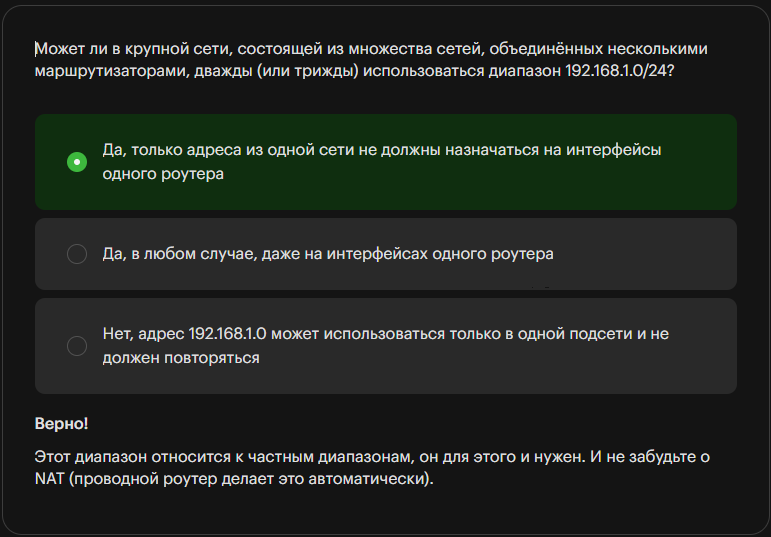 Может ли в крупной сети, состоящей из множества сетей, объединённых несколькими
маршрутизаторами, дважды (или трижды) использоваться диапазон 192.168.1.0/24?
Да, только адреса из одной сети не должны назначаться на интерфейсы
одного роутера
Да, в любом случае, даже на интерфейсах одного роутера
Нет, адрес 192.168.1.0 может использоваться только в одной подсети и не
должен повторяться
Верно!
Этот диапазон относится к частным диапазонам, он для этого и нужен. И не забудьте о
NAT (проводной роутер делает это автоматически).